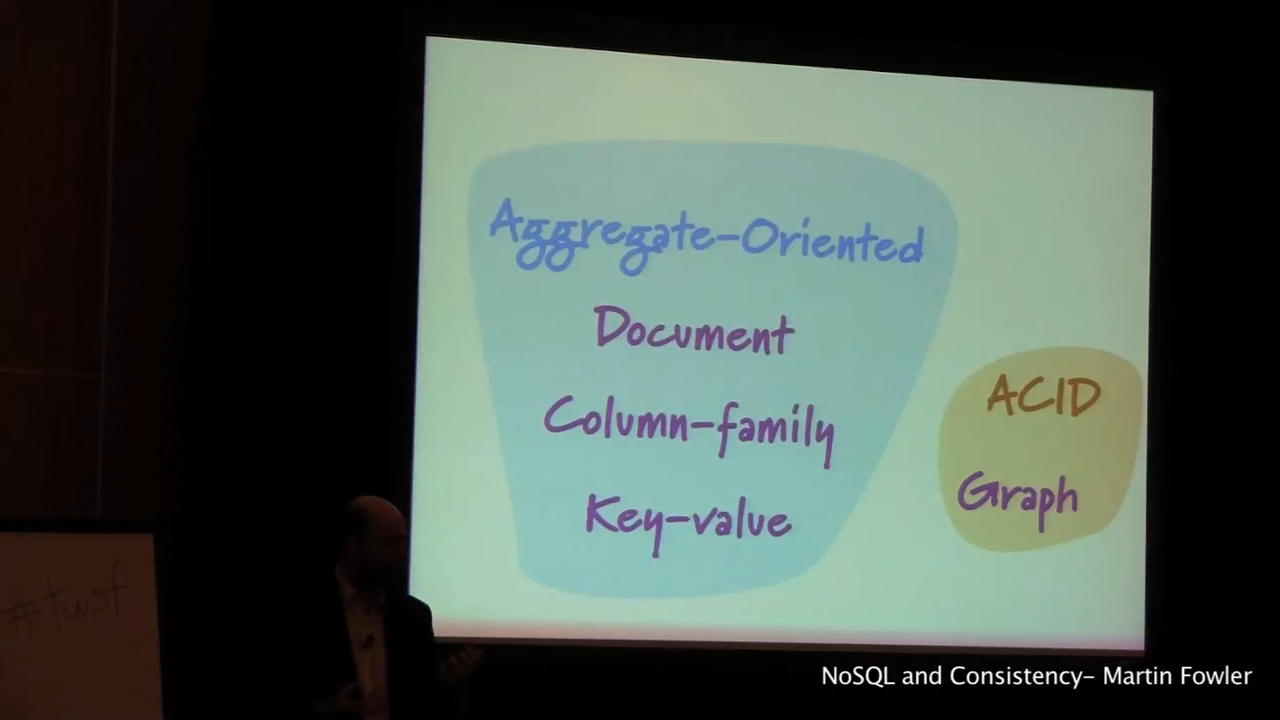 Aggregate-Oriented
Document
Column-family
Key-value
ACID
Graph
#twsf
NoSQL and Consistency- Martin Fowler